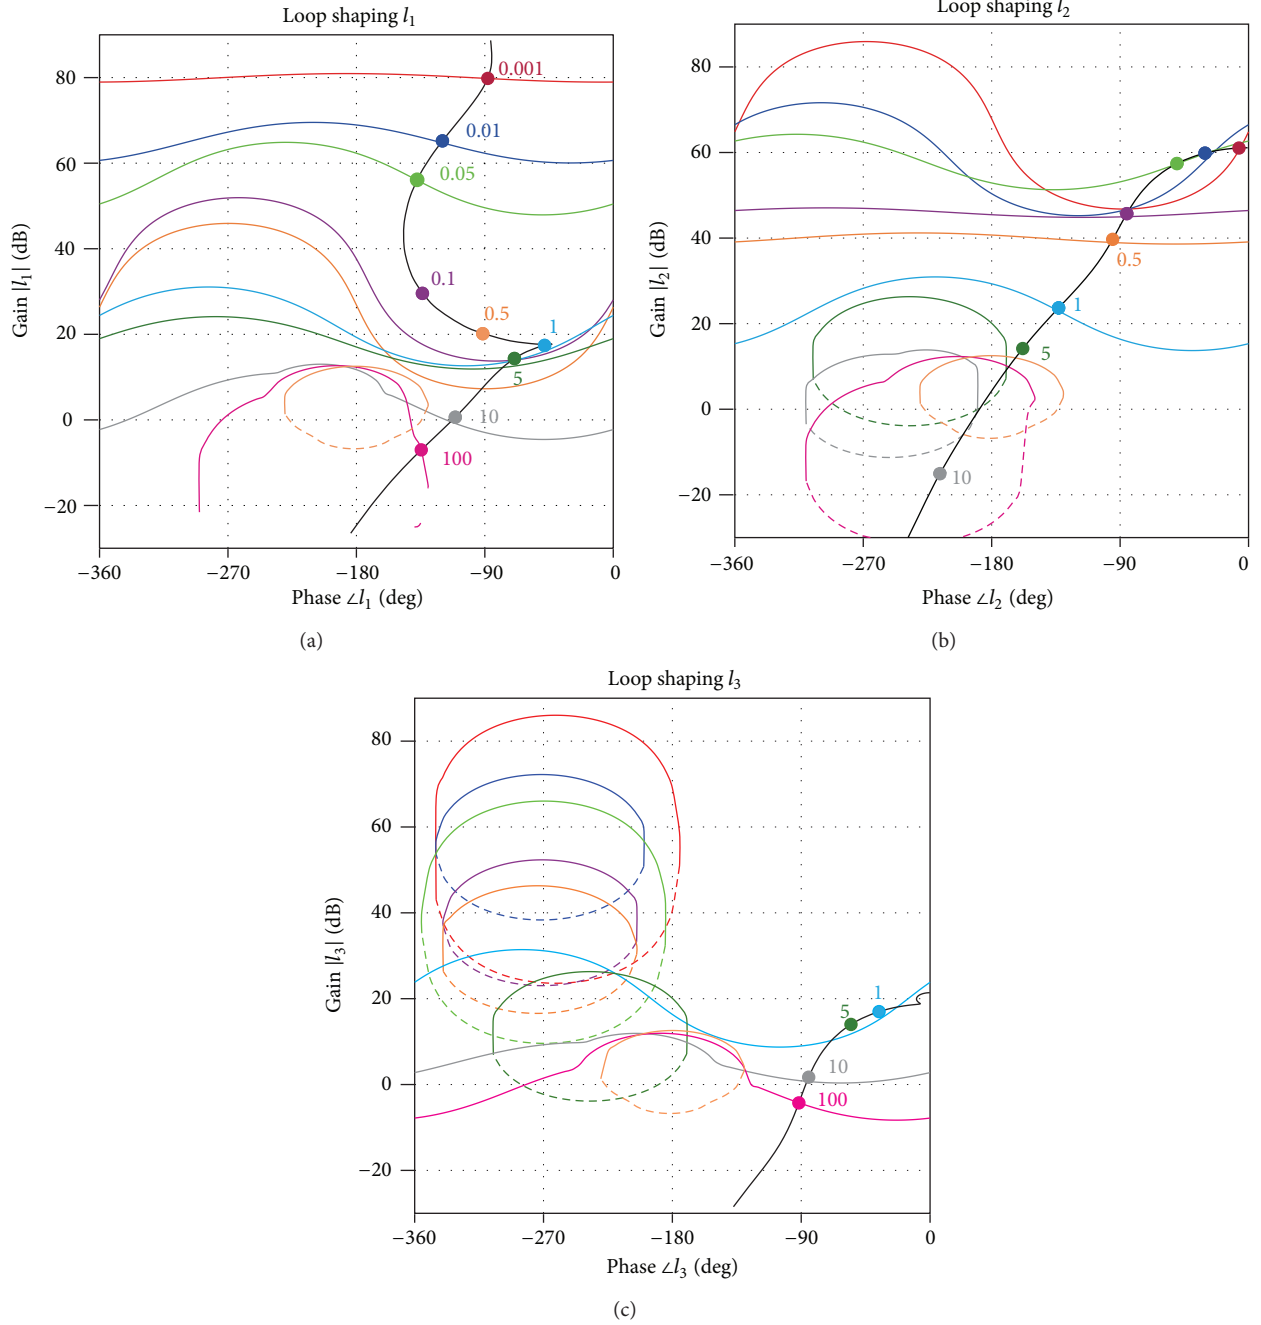 Loop shaping l1
Gain |l1| (dB)
80
60
40
20
0
−20
0.001
0.01
0.05
0.1
0.5
1
5
10
100
−360 −270 −180 −90 0
Phase ∠l1 (deg)
(a)
Loop shaping l2
Gain |l2| (dB)
80
60
40
20
0
−20
0.5
1
5
10
−360 −270 −180 −90 0
Phase ∠l2 (deg)
(b)
Loop shaping l3
Gain |l3| (dB)
80
60
40
20
0
−20
1
5
10
100
−360 −270 −180 −90 0
Phase ∠l3 (deg)
(c)